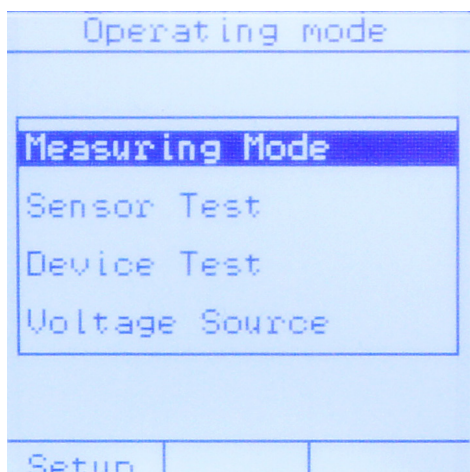 Operating mode
Measuring Mode
Sensor Test
Device Test
Voltage Source
Setup